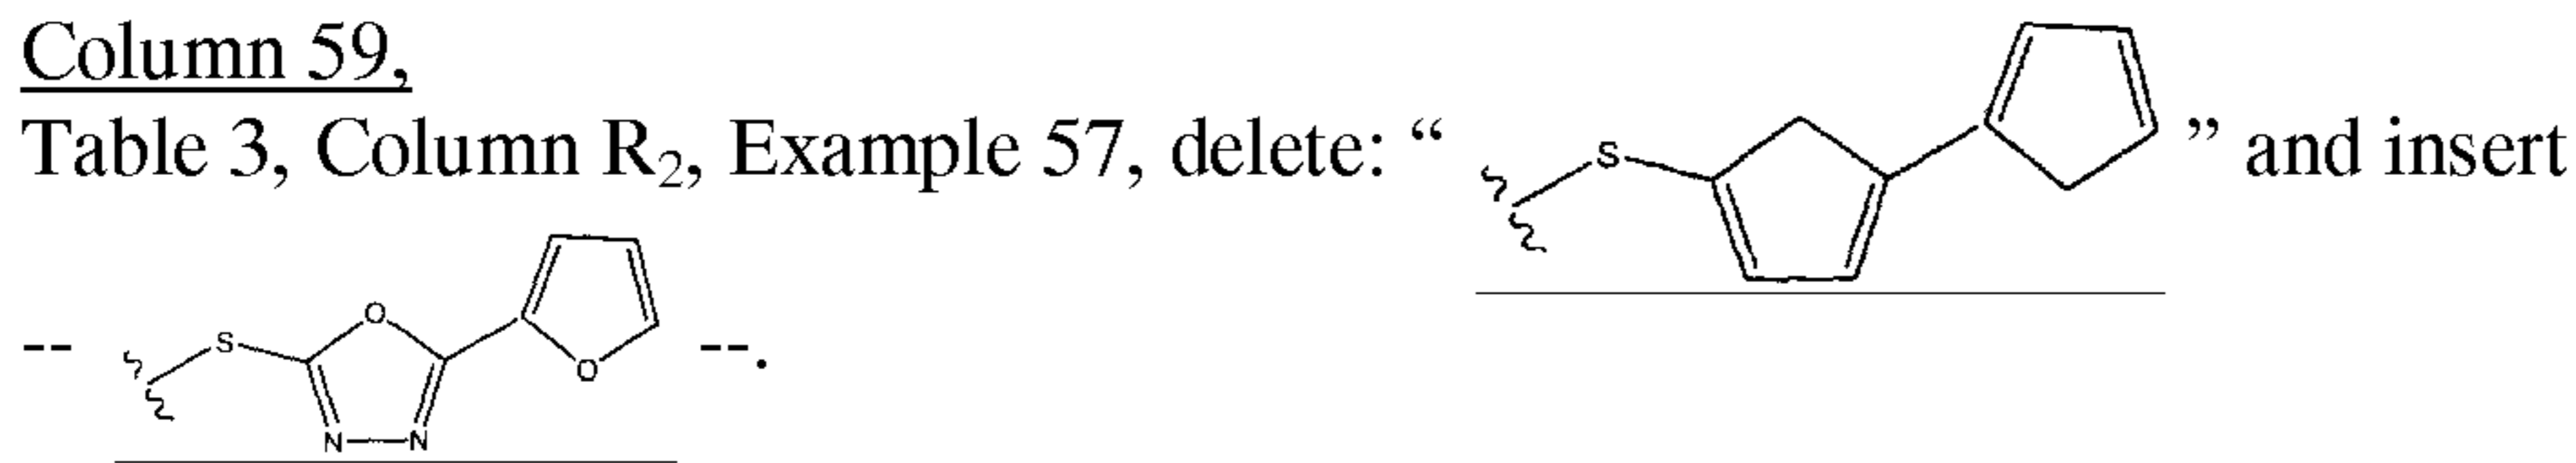 Column 59,
Table 3, Column R₂, Example 57, delete: “ S ” and insert
-- S O N N O --.